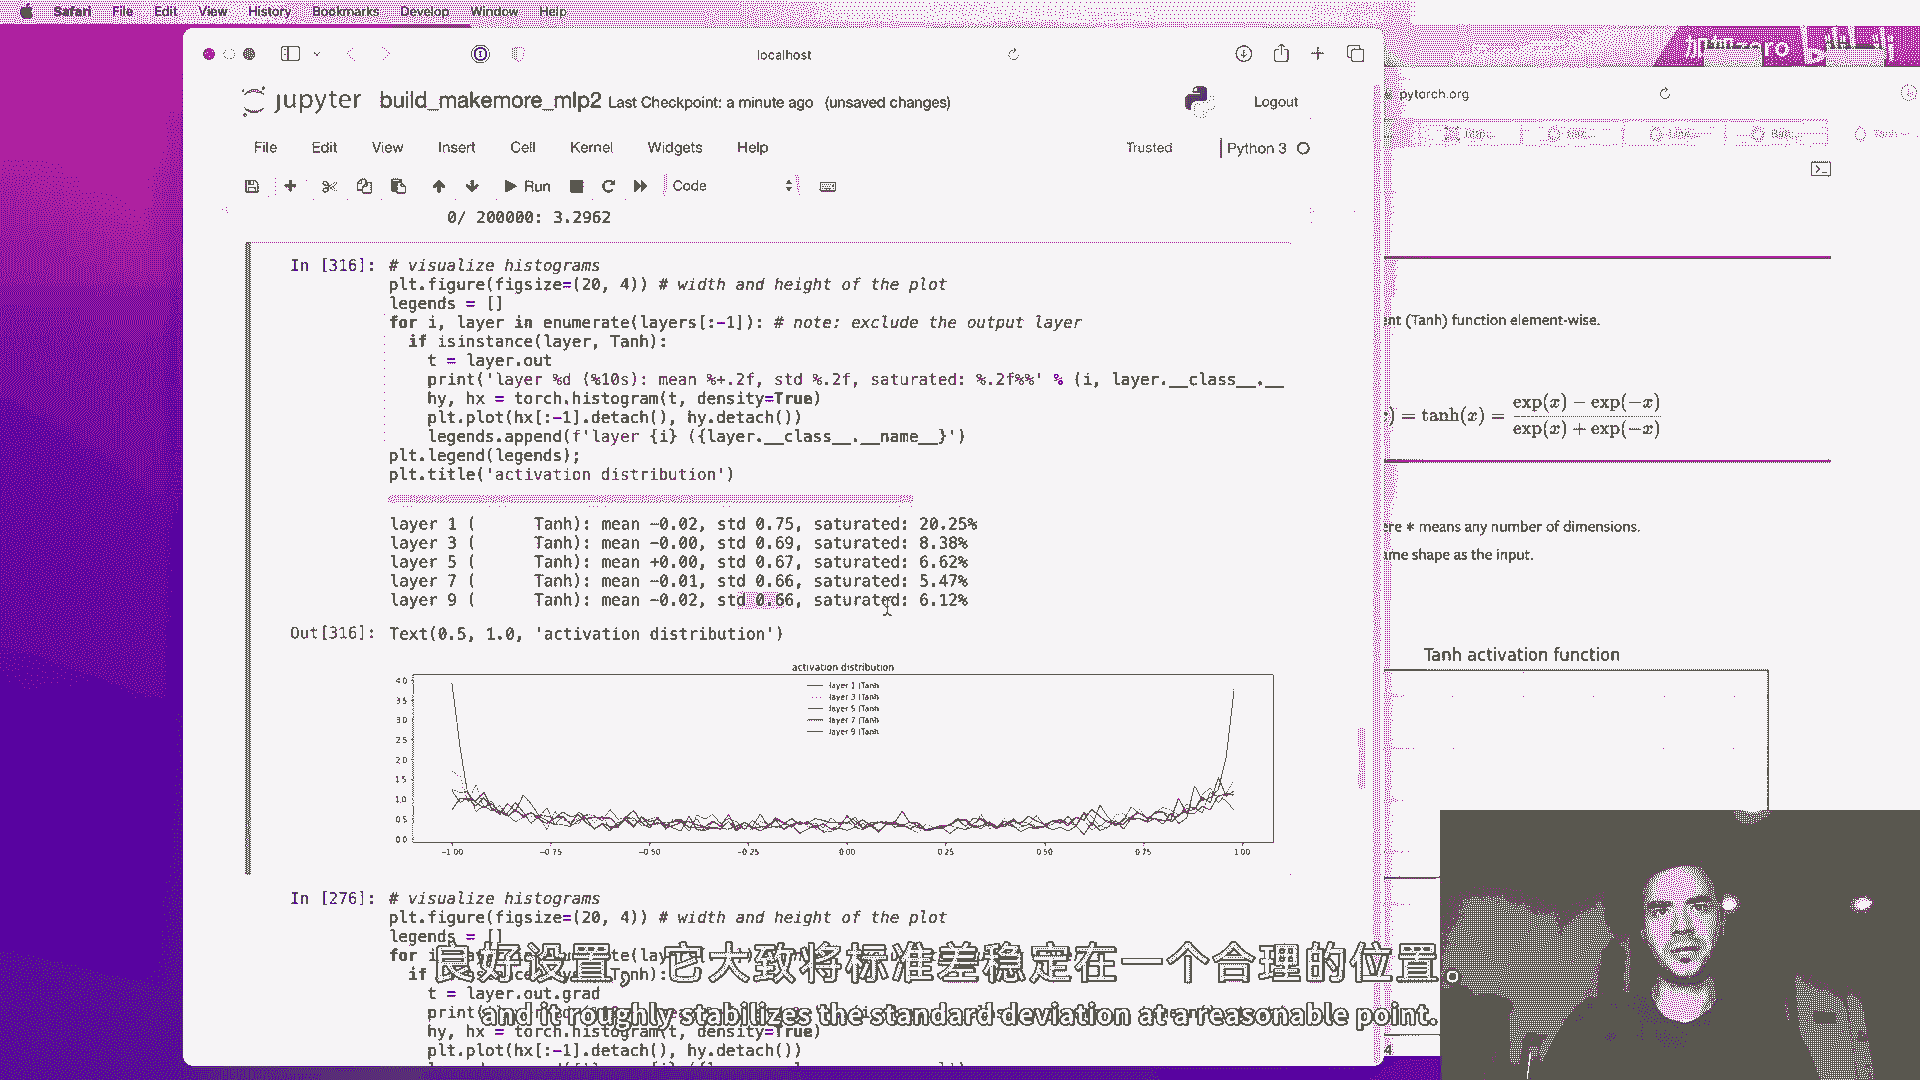 Safari File Edit View History Bookmarks Develop Window Help
加加zero
localhost
pytorch.org
jupyter build_makemore_mlp2 Last Checkpoint: a minute ago (unsaved changes)
Logout
File Edit View Insert Cell Kernel Widgets Help
Trusted
Python 3
Run
Code
0/ 200000: 3.2962
In [316]: # visualize histograms
plt.figure(figsize=(20, 4)) # width and height of the plot
legends = []
for i, layer in enumerate(layers[:-1]): # note: exclude the output layer
if isinstance(layer, Tanh):
t = layer.out
print('layer %d (%10s): mean %+.2f, std %.2f, saturated: %.2f%%' % (i, layer.__class__.__
hy, hx = torch.histogram(t, density=True)
plt.plot(hx[:-1].detach(), hy.detach())
legends.append(f'layer {i} ({layer.__class__.__name__}')
plt.legend(legends);
plt.title('activation distribution')
layer 1 ( Tanh): mean -0.02, std 0.75, saturated: 20.25%
layer 3 ( Tanh): mean -0.00, std 0.69, saturated: 8.38%
layer 5 ( Tanh): mean +0.00, std 0.67, saturated: 6.62%
layer 7 ( Tanh): mean -0.01, std 0.66, saturated: 5.47%
layer 9 ( Tanh): mean -0.02, std 0.66, saturated: 6.12%
Out[316]: Text(0.5, 1.0, 'activation distribution')
activation distribution
4.0
3.5
3.0
2.5
2.0
1.5
1.0
0.5
0.0
layer 1 (Tanh
layer 3 (Tanh
layer 5 (Tanh
layer 7 (Tanh
layer 9 (Tanh
-1.00 -0.75 -0.50 -0.25 0.00 0.25 0.50 0.75 1.00
In [276]: # visualize histograms
plt.figure(figsize=(20, 4)) # width and height of the plot
legends = []
t = layer.out.grad
hy, hx = torch.histogram(t, density=True)
plt.plot(hx[:-1].detach(), hy.detach())
ent (Tanh) function element-wise.
) = tanh(x) = exp(x) − exp(−x) / exp(x) + exp(−x)
ere * means any number of dimensions.
ame shape as the input.
Tanh activation function
良好设置，它大致将标准差稳定在一个合理的位置。
and it roughly stabilizes the standard deviation at a reasonable point.